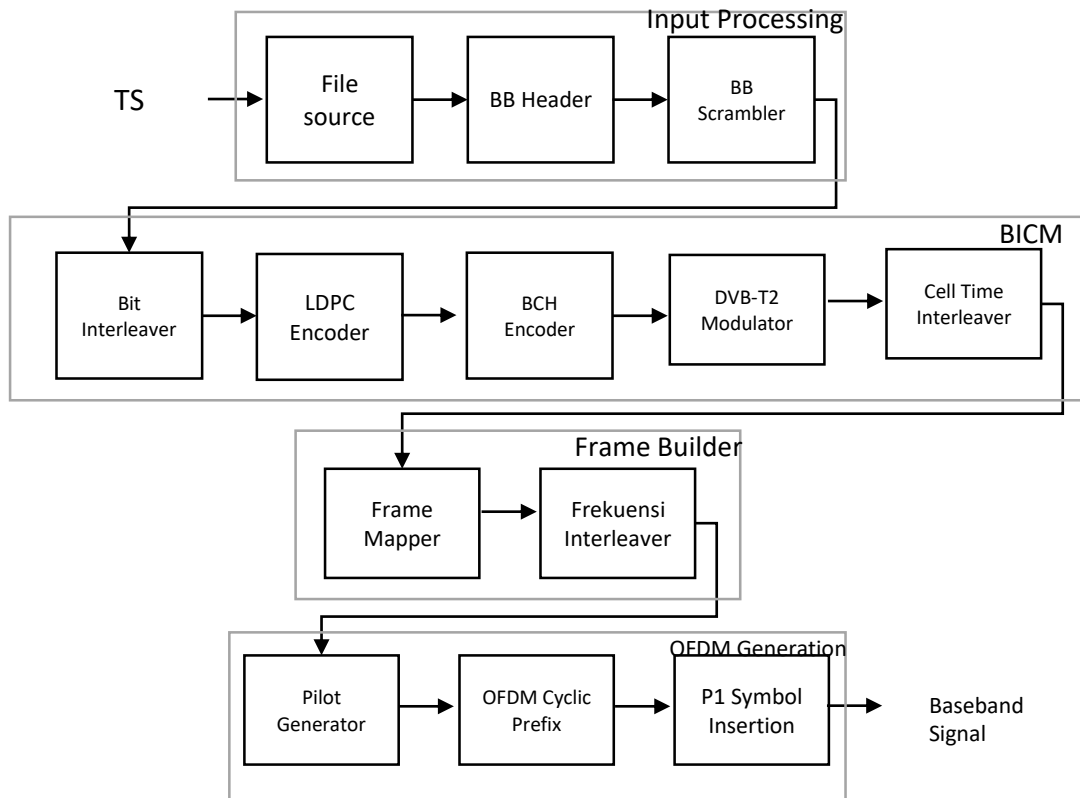 Input Processing
TS
File
source
BB Header
BB
Scrambler
BICM
Bit
Interleaver
LDPC
Encoder
BCH
Encoder
DVB-T2
Modulator
Cell Time
Interleaver
Frame Builder
Frame
Mapper
Frekuensi
Interleaver
OFDM Generation
Pilot
Generator
OFDM Cyclic
Prefix
P1 Symbol
Insertion
Baseband
Signal